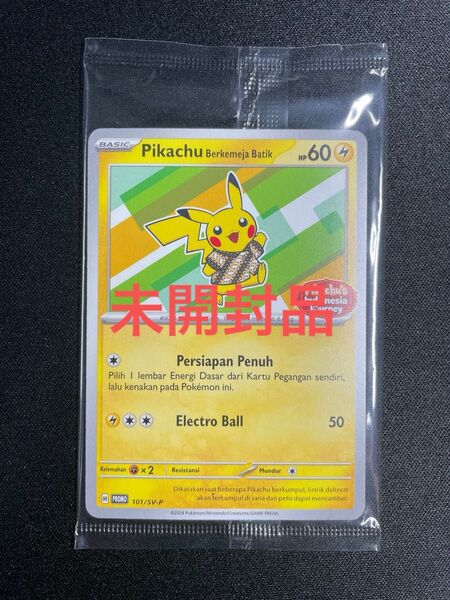 BASIC
Pikachu Berkemeja Batik HP 60
Pikachu's
Indonesia
Journey
未開封品
Persiapan Penuh
Pilih 1 lembar Energi Dasar dari Kartu Pegangan sendiri,
lalu kenakan pada Pokémon ini.
Electro Ball 50
Kelemahan ×2 Resistansi Mundur
H PROMO 101/SV-P
Dikatakan saat beberapa Pikachu berkumpul, listrik dahsyat
akan terkumpul di sana dan petir dapat menyambar.
©2024 Pokémon/Nintendo/Creatures/GAME FREAK.